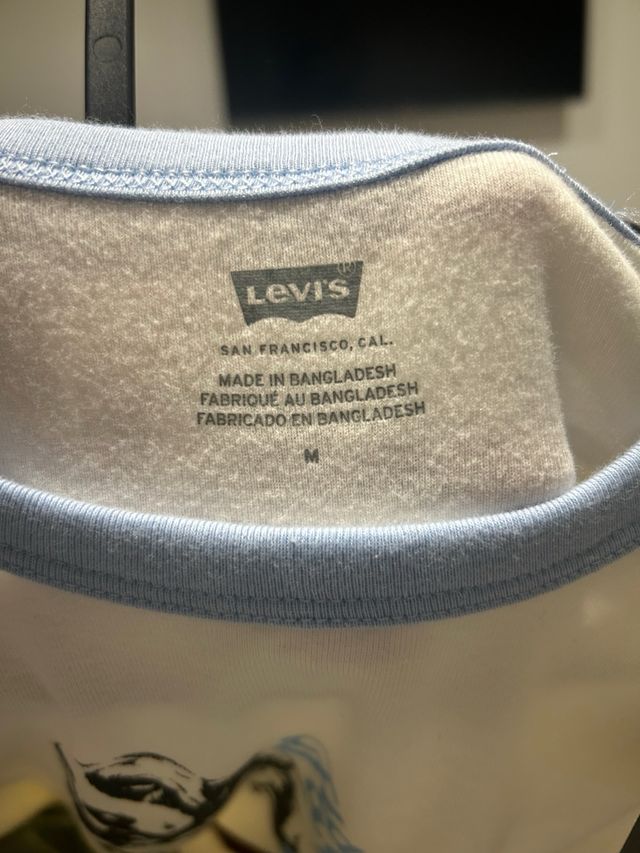 Levi's®
SAN FRANCISCO, CAL.
MADE IN BANGLADESH
FABRIQUÉ AU BANGLADESH
FABRICADO EN BANGLADESH
M